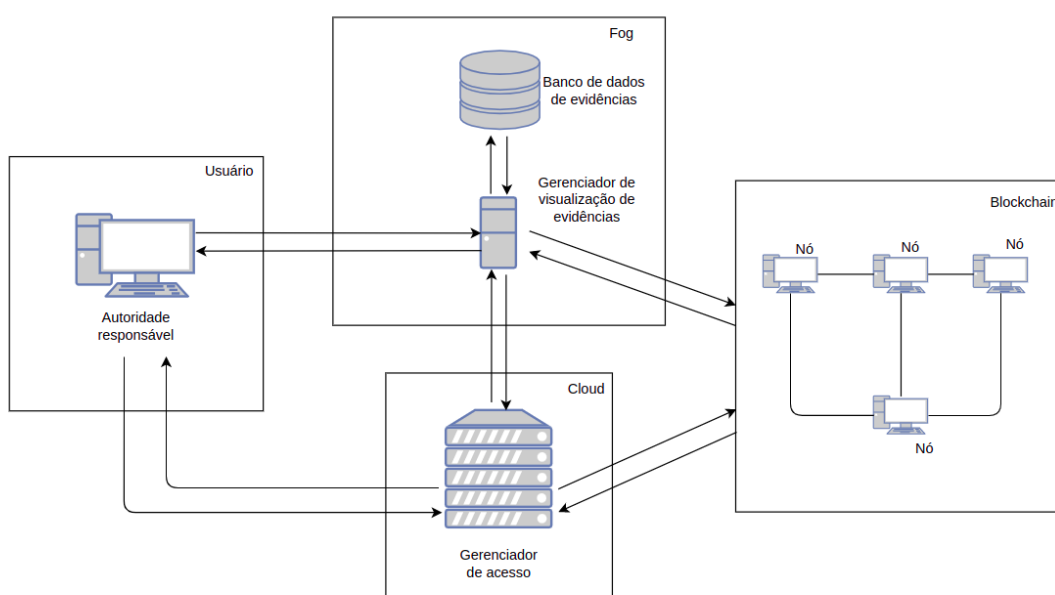 Fog
Banco de dados
de evidências
Usuário
Gerenciador de
visualização de
evidências
Autoridade
responsável
Blockchain
Nó
Nó
Nó
Nó
Cloud
Gerenciador
de acesso